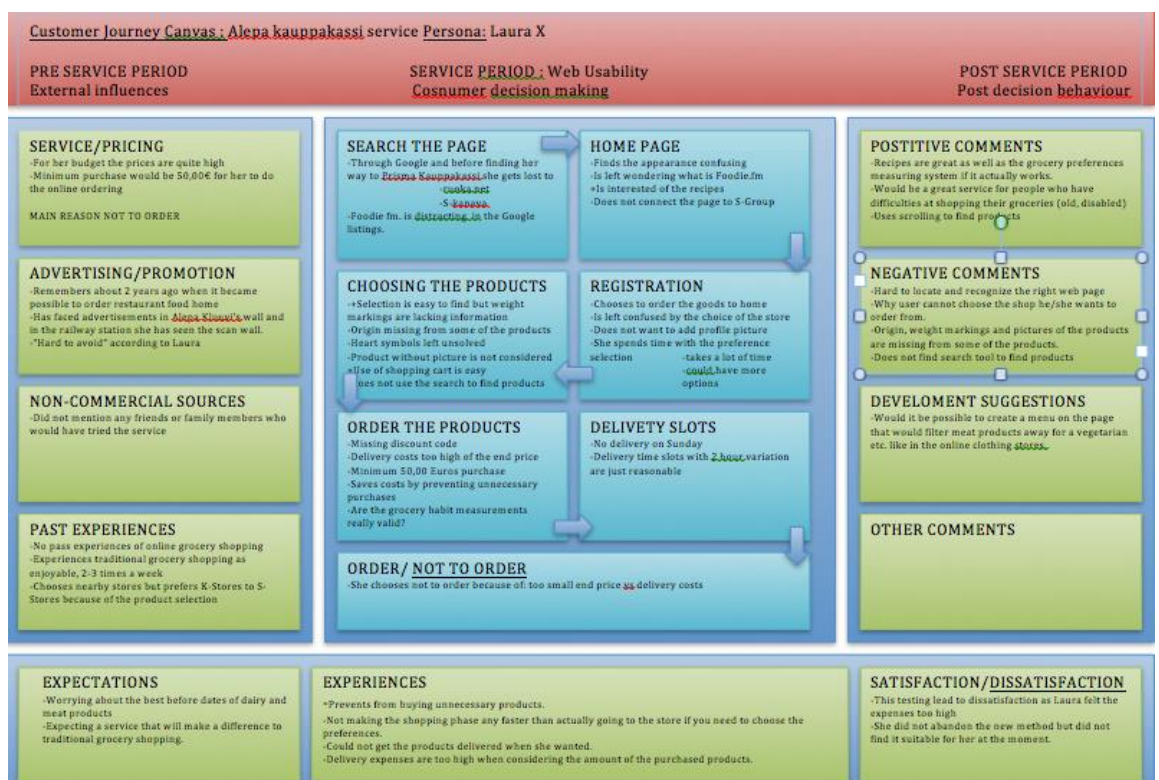 Customer Journey Canvas : Alepa kauppakassi service Persona: Laura X
PRE SERVICE PERIOD
External influences
SERVICE PERIOD : Web Usability
Cosnumer decision making
POST SERVICE PERIOD
Post decision behaviour
SERVICE/PRICING
-For her budget the prices are quite high
-Minimum purchase would be 50,00€ for her to do
the online ordering
MAIN REASON NOT TO ORDER
ADVERTISING/PROMOTION
-Remembers about 2 years ago when it became
possible to order restaurant food home
-Has faced advertisements in Alepa Kluuvi's wall and
in the railway station she has seen the scan wall.
-"Hard to avoid" according to Laura
NON-COMMERCIAL SOURCES
-Did not mention any friends or family members who
would have tried the service
PAST EXPERIENCES
-No pass experiences of online grocery shopping
-Experiences traditional grocery shopping as
enjoyable, 2-3 times a week
-Chooses nearby stores but prefers K-Stores to S-
Stores because of the product selection
SEARCH THE PAGE
-Through Google and before finding her
way to Prisma Kauppakassi she gets lost to
-ruoka.net
-S-kanava
-Foodie fm. is distracting in the Google
listings.
HOME PAGE
-Finds the appearance confusing
-Is left wondering what is Foodie.fm
+Is interested of the recipes
-Does not connect the page to S-Group
REGISTRATION
-Chooses to order the goods to home
-Is left confused by the choice of the store
-Does not want to add profile picture
-She spends time with the preference
selection -takes a lot of time
-could have more
options
CHOOSING THE PRODUCTS
-+Selection is easy to find but weight
markings are lacking information
-Origin missing from some of the products
-Heart symbols left unsolved
-Product without picture is not considered
+Use of shopping cart is easy
Does not use the search to find products
ORDER THE PRODUCTS
-Missing discount code
-Delivery costs too high of the end price
-Minimum 50,00 Euros purchase
-Saves costs by preventing unnecessary
purchases
-Are the grocery habit measurements
really valid?
DELIVETY SLOTS
-No delivery on Sunday
-Delivery time slots with 2 hour variation
are just reasonable
ORDER/ NOT TO ORDER
-She chooses not to order because of: too small end price vs delivery costs
POSTITIVE COMMENTS
-Recipes are great as well as the grocery preferences
measuring system if it actually works.
-Would be a great service for people who have
difficulties at shopping their groceries (old, disabled)
-Uses scrolling to find products
NEGATIVE COMMENTS
-Hard to locate and recognize the right web page
-Why user cannot choose the shop he/she wants to
order from.
-Origin, weight markings and pictures of the products
are missing from some of the products.
-Does not find search tool to find products
DEVELOMENT SUGGESTIONS
-Would it be possible to create a menu on the page
that would filter meat products away for a vegetarian
etc. like in the online clothing stores.
OTHER COMMENTS
EXPECTATIONS
-Worrying about the best before dates of dairy and
meat products
-Expecting a service that will make a difference to
traditional grocery shopping.
EXPERIENCES
+Prevents from buying unnecessary products.
-Not making the shopping phase any faster than actually going to the store if you need to choose the
preferences.
-Could not get the products delivered when she wanted.
-Delivery expenses are too high when considering the amount of the purchased products.
SATISFACTION/DISSATISFACTION
-This testing lead to dissatisfaction as Laura felt the
expenses too high
-She did not abandon the new method but did not
find it suitable for her at the moment.